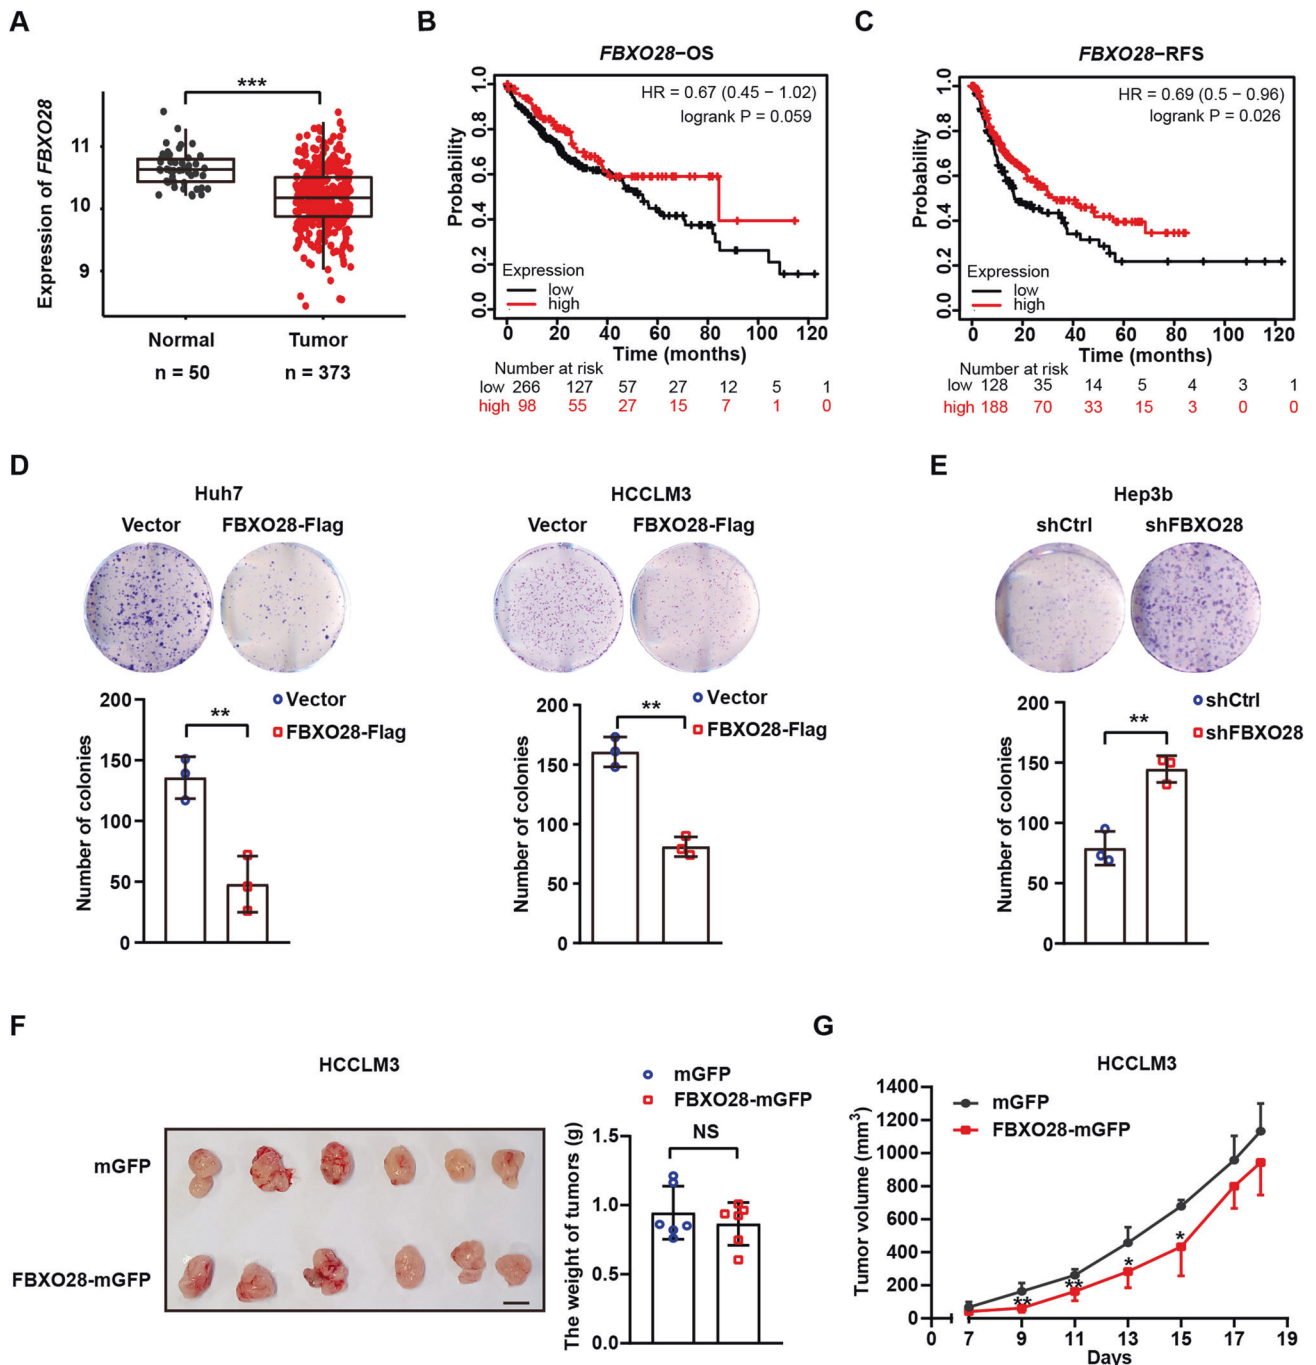 A
Expression of FBXO28
11
10
9
***
Normal
Tumor
n = 50
n = 373
B
FBXO28–OS
HR = 0.67 (0.45 − 1.02)
logrank P = 0.059
Probability
1.0
0.8
0.6
0.4
0.2
0.0
Expression
low
high
0 20 40 60 80 100 120
Time (months)
Number at risk
low 266 127 57 27 12 5 1
high 98 55 27 15 7 1 0
C
FBXO28–RFS
HR = 0.69 (0.5 − 0.96)
logrank P = 0.026
Probability
1.0
0.8
0.6
0.4
0.2
0.0
Expression
low
high
0 20 40 60 80 100 120
Time (months)
Number at risk
low 128 35 14 5 4 3 1
high 188 70 33 15 3 0 0
D
Huh7
Vector FBXO28-Flag
Number of colonies
200
150
100
50
0
Vector
FBXO28-Flag
**
HCCLM3
Vector FBXO28-Flag
Number of colonies
200
150
100
50
0
Vector
FBXO28-Flag
**
E
Hep3b
shCtrl shFBXO28
Number of colonies
200
150
100
50
0
shCtrl
shFBXO28
**
F
HCCLM3
mGFP
FBXO28-mGFP
mGFP
FBXO28-mGFP
The weight of tumors (g)
1.5
1.0
0.5
0.0
NS
G
HCCLM3
Tumor volume (mm³)
1400
1200
1000
800
600
400
200
0
mGFP
FBXO28-mGFP
**
**
*
*
0 7 9 11 13 15 17 19
Days